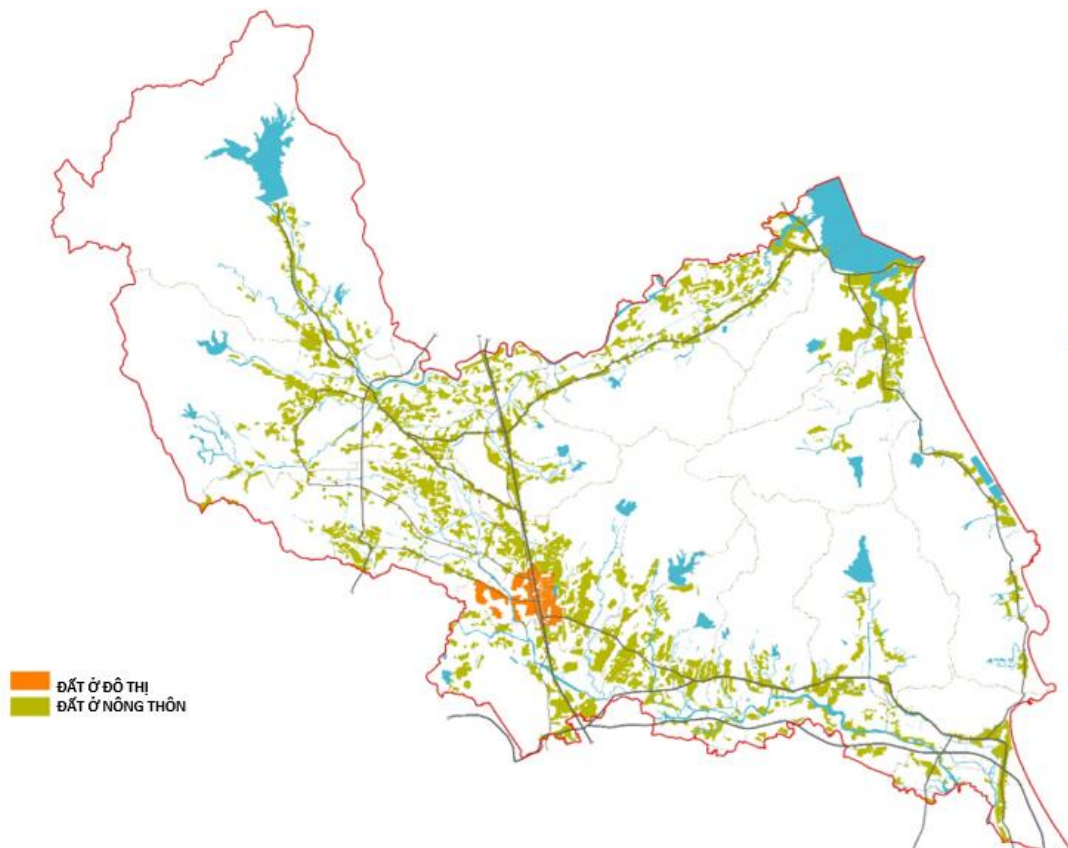 ĐẤT Ở ĐÔ THỊ
ĐẤT Ở NÔNG THÔN